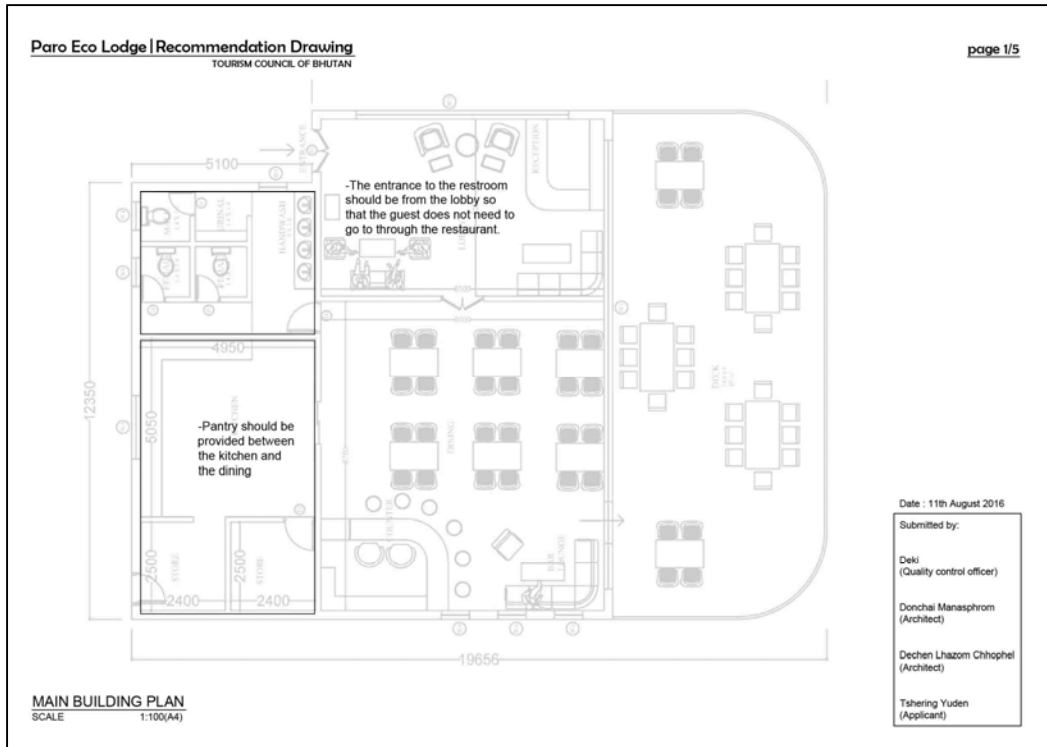 Paro Eco Lodge|Recommendation Drawing
TOURISM COUNCIL OF BHUTAN
page 1/5
ENTRANCE
5100
RECEPTION
-The entrance to the restroom
should be from the lobby so
that the guest does not need to
go to through the restaurant.
URINAL
HANDWASH
4950
12350
5050
-Pantry should be
provided between
the kitchen and
the dining
DINING
DECK
COUNTER
BAR
LOUNGE
2500
STORE
2500
STORE
2400
2400
19656
Date : 11th August 2016
Submitted by:
Deki
(Quality control officer)
Donchai Manasphrom
(Architect)
Dechen Lhazom Chhophel
(Architect)
Tshering Yuden
(Applicant)
MAIN BUILDING PLAN
SCALE 1:100(A4)